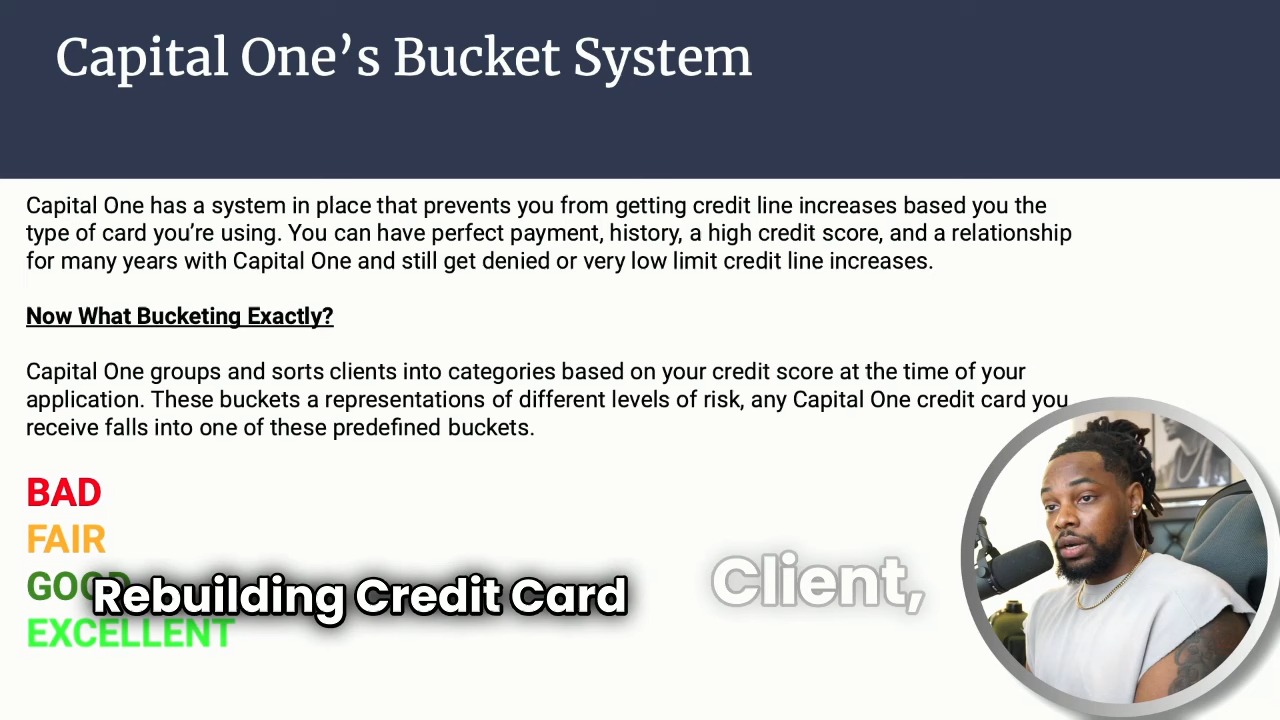 Capital One’s Bucket System
Capital One has a system in place that prevents you from getting credit line increases based you the
type of card you’re using. You can have perfect payment, history, a high credit score, and a relationship
for many years with Capital One and still get denied or very low limit credit line increases.
Now What Bucketing Exactly?
Capital One groups and sorts clients into categories based on your credit score at the time of your
application. These buckets a representations of different levels of risk, any Capital One credit card you
receive falls into one of these predefined buckets.
BAD
FAIR
GOOD
Rebuilding Credit Card Client,
EXCELLENT